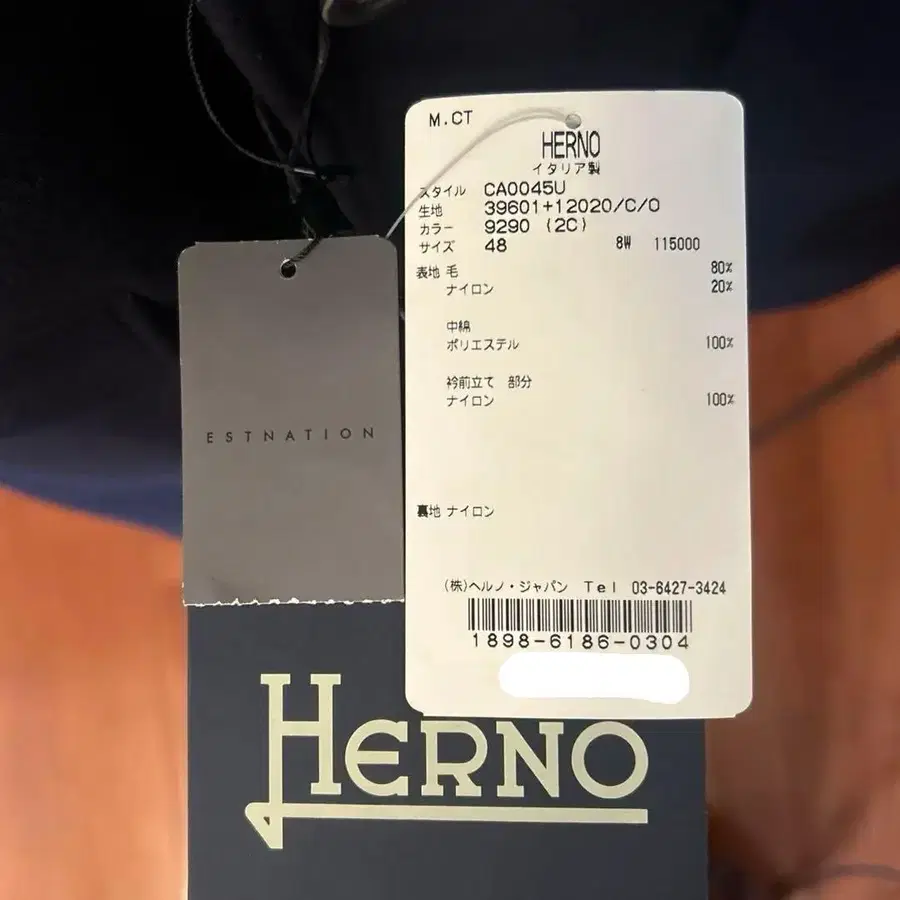 M.CT
HERNO
イタリア製
スタイル CA0045U
生地 39601+12020/C/O
カラー 9290 (2C)
サイズ 48 8W 115000
表地 毛 80%
ナイロン 20%
中綿
ポリエステル 100%
衿前立て 部分
ナイロン 100%
裏地 ナイロン
(株)ヘルノ・ジャパン Tel 03-6427-3424
1898-6186-0304
ESTNATION
HERNO